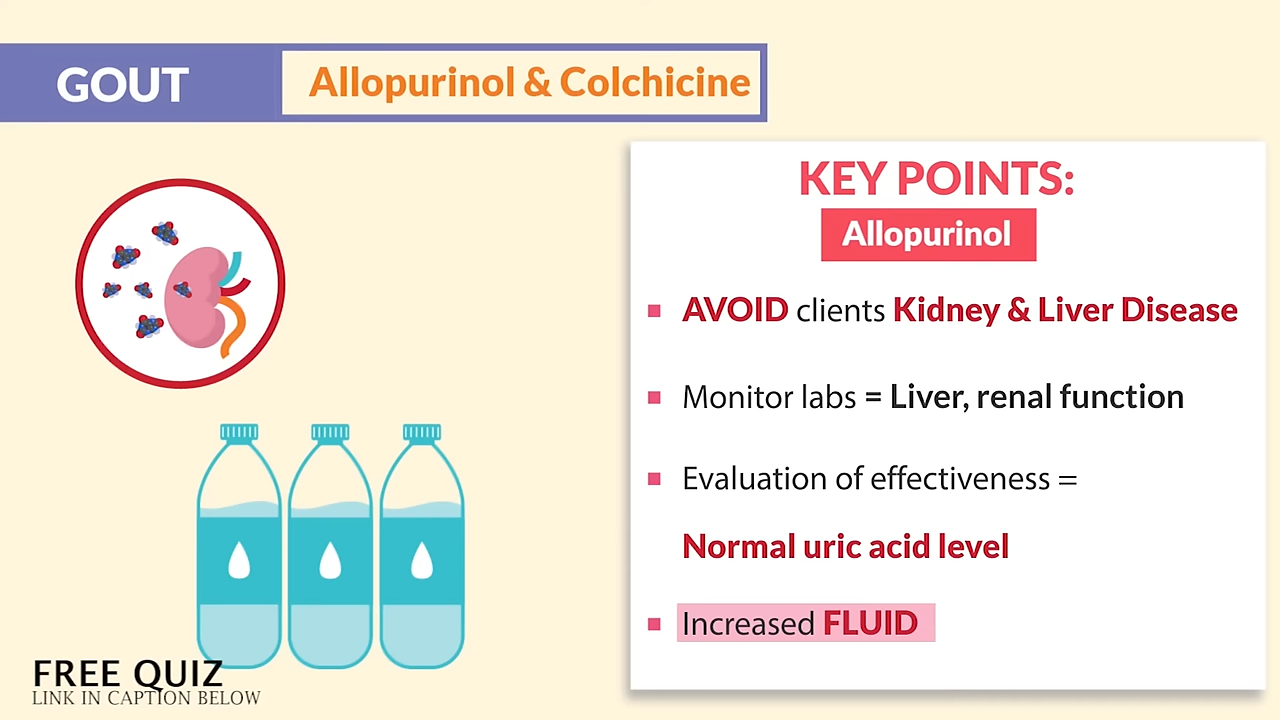 GOUT
Allopurinol & Colchicine
KEY POINTS:
Allopurinol
AVOID clients Kidney & Liver Disease
Monitor labs = Liver, renal function
Evaluation of effectiveness =
Normal uric acid level
Increased FLUID
FREE QUIZ
LINK IN CAPTION BELOW